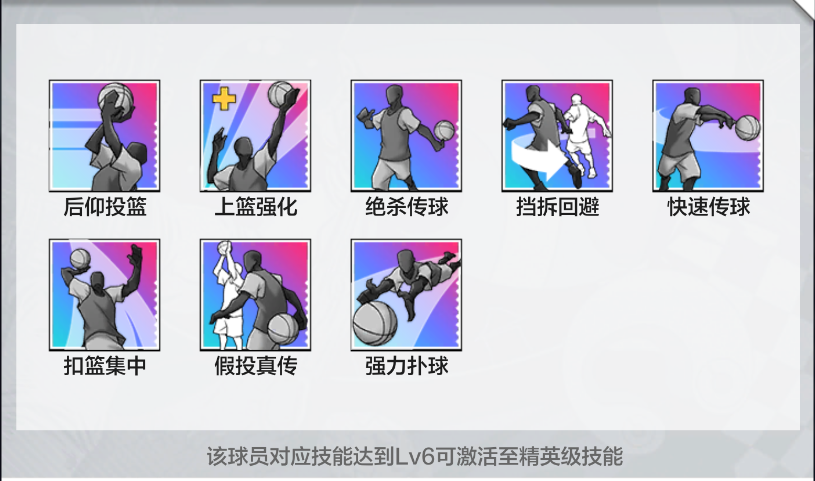 后仰投篮
上篮强化
绝杀传球
挡拆回避
快速传球
扣篮集中
假投真传
强力扑球
该球员对应技能达到Lv6可激活至精英级技能